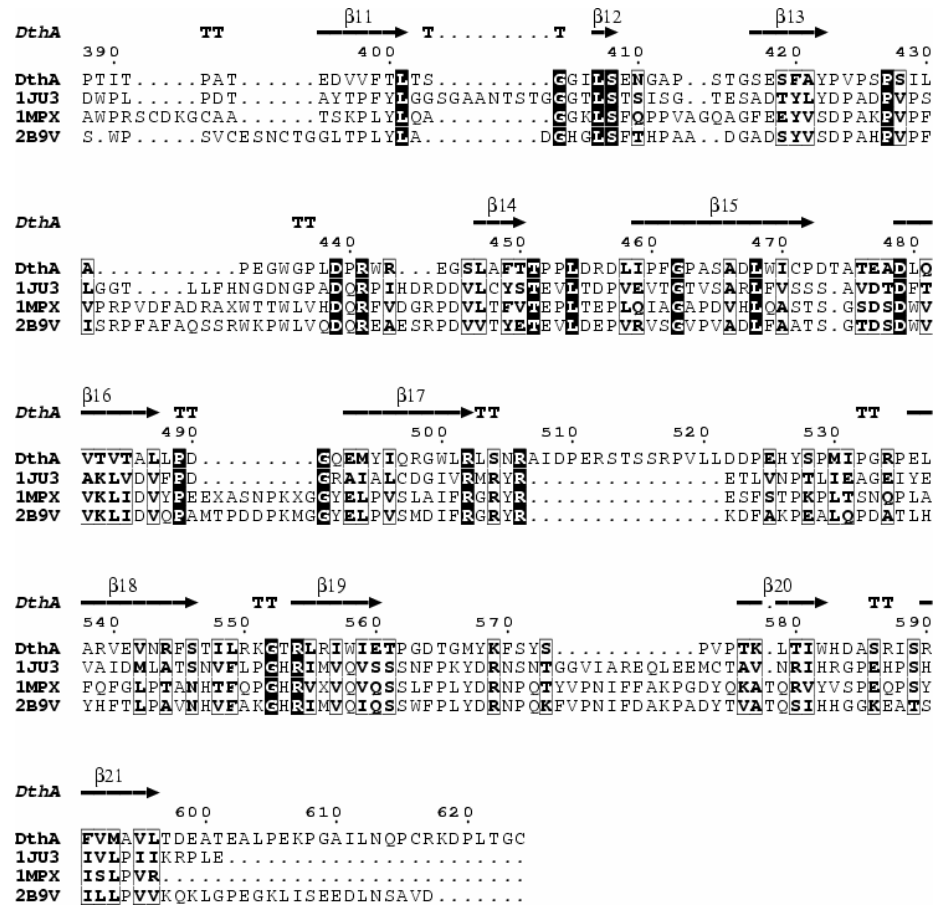 β11 β12 β13
DthA TT T.........T
390 400 410 420 430
DthA PTIT.....PAT.......EDVVFTLTS.........GGILSENGAP..STGSESFAYPVPSPSIL
1JU3 DWPL.....PDT.......AYTPFYLGGSGAANTSTGGGTLSTSISG.TESADTYLYDPADPVPS
1MPX AWPRSCDKGCAA.......TSKPLYLQA.......GGKLSFQPPVAGQAGFEEYVSDPAKPVPF
2B9V S.WP.....SVCESNCTGGLTPLYLA.........DGHGLSFTHPAA..DGADSYVSDPAHPVPF
β14 β15
DthA TT
440 450 460 470 480
DthA A...........PEGWGPLDPRWR...EGSLAFTTPPLDRDLIPFGPASADLWICPDTATEADLQ
1JU3 LGGT....LLFHNGDNGPADQRPIHDRDDVLCYSTEVLTDPVEVTGTVSARLFVSSS.AVDTDFT
1MPX VPRPVDFADRAXWTTWLVHDQRFVDGRPDVLTFVTEPLTEPLQIAGAPDVHLQASTS.GSDSDWV
2B9V ISRPFAFAQSSRWKPWLVQDQREAESRPDVVTYETEVLDEPVRVSGVPVADLFAATS.GTDSDWV
β16 β17
DthA TT TT TT
490 500 510 520 530
DthA VTVTALLPD.........GQEMYIQRGWLRLSNRAIDPERSTSSRPVLLDDPEHYSPMIPGRPEL
1JU3 AKLVDVFPD.........GRAIALCDGIVRMRYR...............ETLVNPTLIEAGEIYE
1MPX VKLIDVYPEEXASNPKXGGYELPVSLAIFRGRYR...............ESFSTPKPLTSNQPLA
2B9V VKLIDVQPAMTPDDPKMGGYELPVSMDIFRGRYR...............KDFAKPEALQPDATLH
β18 β19 β20
DthA TT . TT
540 550 560 570 580 590
DthA ARVEVNRFSTILRKGTRLRIWIETPGDTGMYKFSYS...........PVPTK.LTIWHDASRISR
1JU3 VAIDMLATSNVFLPGHRIMVQVSSSNFPKYDRNSNTGGVIAREQLEEMCTAV.NRIHRGPEHPSH
1MPX FQFGLPTANHTFQPGHRVXVQVQSSLFPLYDRNPQTYVPNIFFAKPGDYQKATQRVYVSPEQPSY
2B9V YHFTLPAVNHVFAKGHRIMVQIQSSWFPLYDRNPQKFVPNIFDAKPADYTVATQSIHHGGKEATS
β21
DthA
600 610 620
DthA FVMAVLTDEATEALPEKPGAILNQPCRKDPLTGC
1JU3 IVLPIIKRPLE.......................
1MPX ISLPVR............................
2B9V ILLPVVKQKLGPEGKLISEEDLNSAVD.......